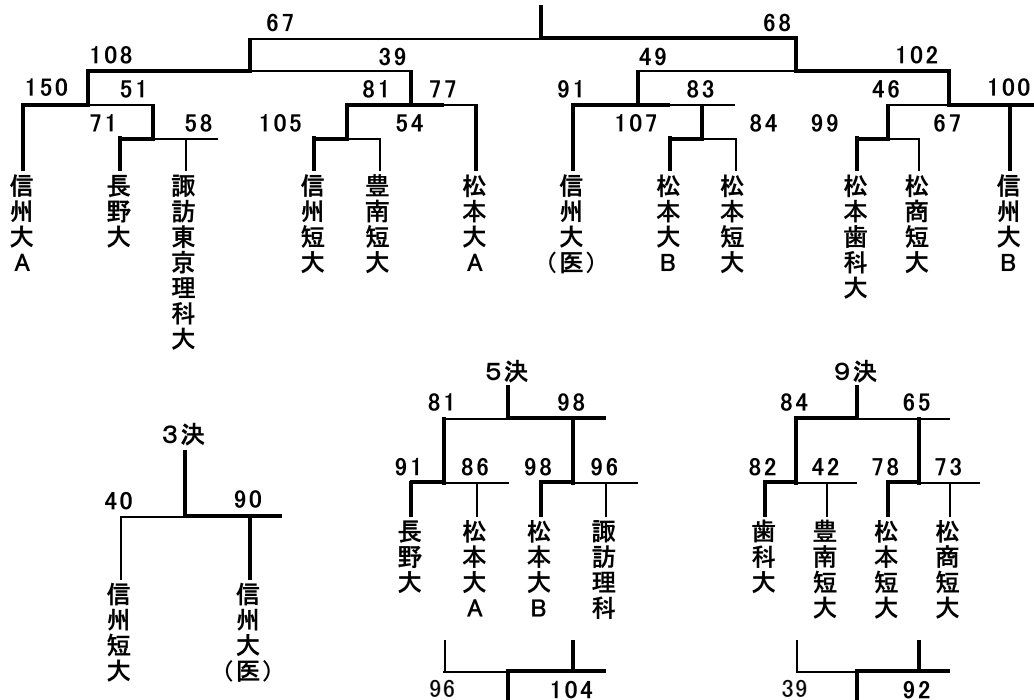 67 68
108 39 49 102
150 51 81 77 91 83 46 100
71 58 105 54 107 84 99 67
信州大A
長野大
諏訪東京理科大
信州短大
豊南短大
松本大A
信州大(医)
松本大B
松本短大
松本歯科大
松商短大
信州大B
3決
40 90
信州短大
信州大(医)
5決
81 98
91 86 98 96
長野大
松本大A
松本大B
諏訪理科
96 104
9決
84 65
82 42 78 73
歯科大
豊南短大
松本短大
松商短大
39 92